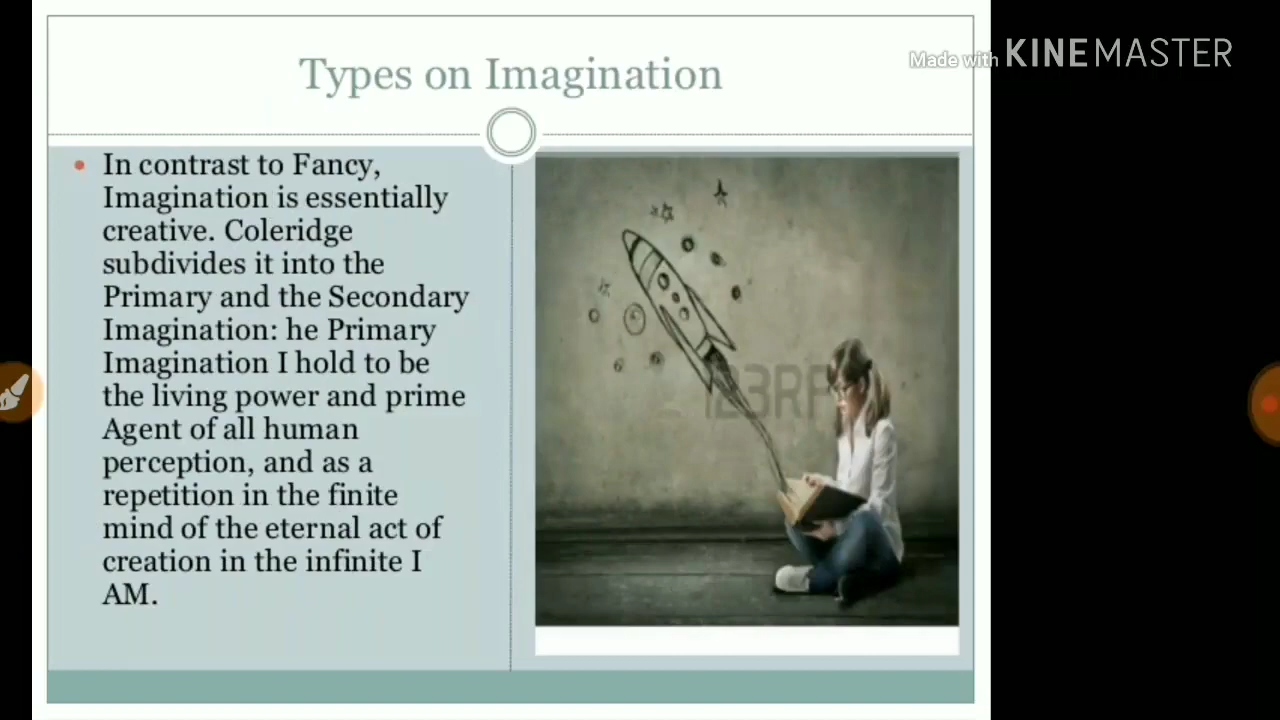 Made with KINEMASTER
Types on Imagination
In contrast to Fancy,
Imagination is essentially
creative. Coleridge
subdivides it into the
Primary and the Secondary
Imagination: he Primary
Imagination I hold to be
the living power and prime
Agent of all human
perception, and as a
repetition in the finite
mind of the eternal act of
creation in the infinite I
AM.
123RF